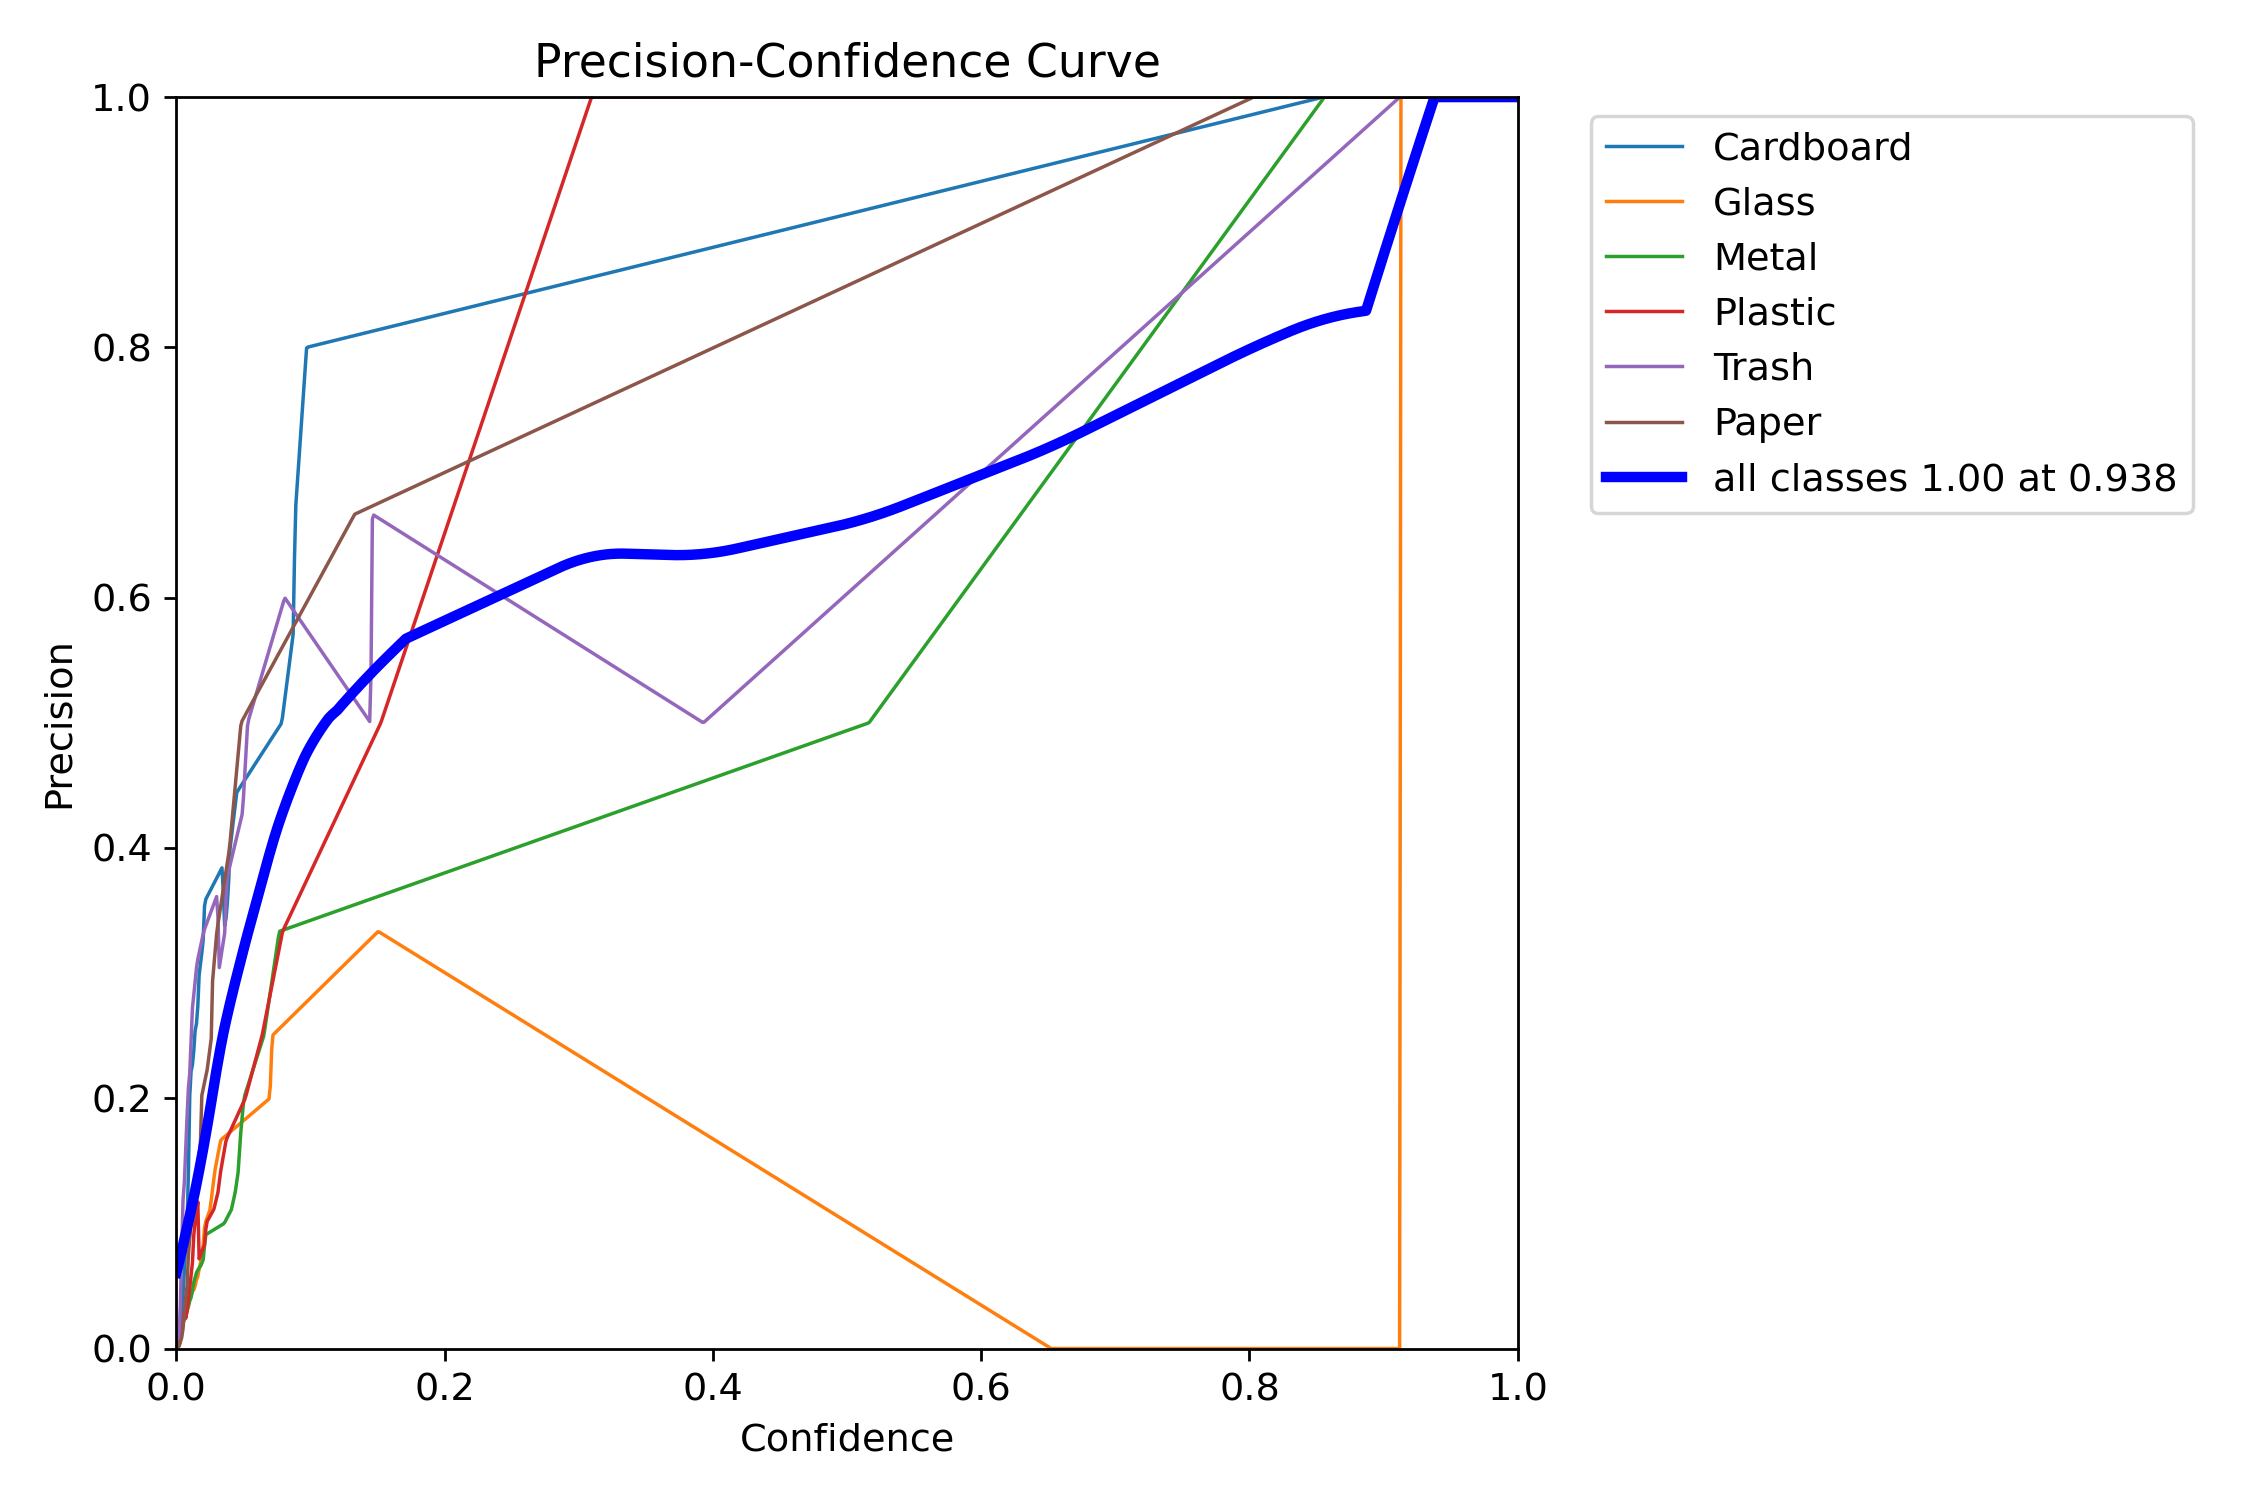 Precision-Confidence Curve
1.0
0.8
0.6
0.4
0.2
0.0
Precision
0.0 0.2 0.4 0.6 0.8 1.0
Confidence
Cardboard
Glass
Metal
Plastic
Trash
Paper
all classes 1.00 at 0.938